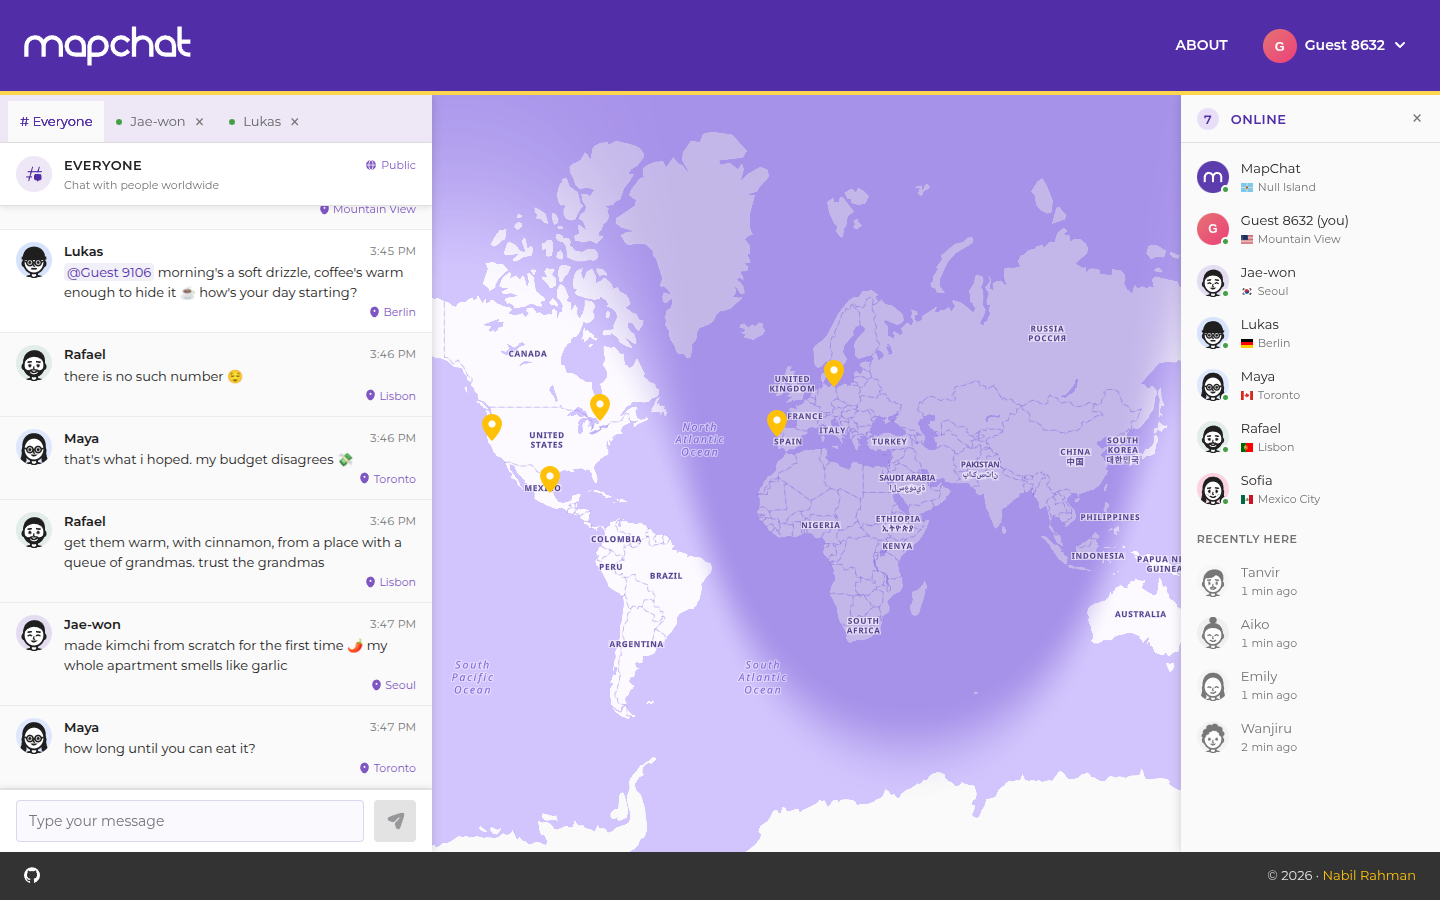 mapchat
ABOUT
G
Guest 8632
# Everyone
Jae-won ×
Lukas ×
EVERYONE
Public
Chat with people worldwide
Mountain View
Lukas
3:45 PM
@Guest 9106 morning's a soft drizzle, coffee's warm
enough to hide it ☕ how's your day starting?
Berlin
Rafael
3:46 PM
there is no such number 😌
Lisbon
Maya
3:46 PM
that's what i hoped. my budget disagrees 💸
Toronto
Rafael
3:46 PM
get them warm, with cinnamon, from a place with a
queue of grandmas. trust the grandmas
Lisbon
Jae-won
3:47 PM
made kimchi from scratch for the first time 🌶️ my
whole apartment smells like garlic
Seoul
Maya
3:47 PM
how long until you can eat it?
Toronto
Type your message
RUSSIA
РОССИЯ
CANADA
UNITED
KINGDOM
FRANCE
ITALY
SPAIN
TURKEY
UNITED
STATES
North
Atlantic
Ocean
CHINA
中国
SOUTH
KOREA
대한민국
PAKISTAN
پاکستان
SAUDI ARABIA
السعودية
MEXICO
NIGERIA
ETHIOPIA
ኢትዮጵያ
KENYA
PHILIPPINES
COLOMBIA
INDONESIA
PAPUA NE
GUINEA
PERU
BRAZIL
AUSTRALIA
SOUTH
AFRICA
ARGENTINA
South
Pacific
Ocean
South
Atlantic
Ocean
7 ONLINE ×
MapChat
Null Island
G
Guest 8632 (you)
Mountain View
Jae-won
Seoul
Lukas
Berlin
Maya
Toronto
Rafael
Lisbon
Sofia
Mexico City
RECENTLY HERE
Tanvir
1 min ago
Aiko
1 min ago
Emily
1 min ago
Wanjiru
2 min ago
© 2026 · Nabil Rahman